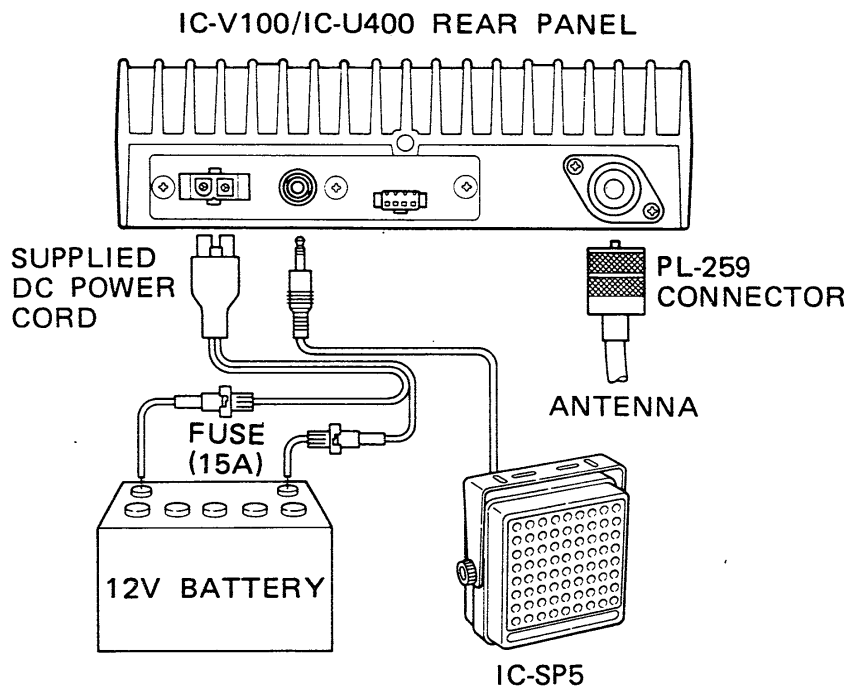 IC-V100/IC-U400 REAR PANEL
SUPPLIED
DC POWER
CORD
PL-259
CONNECTOR
ANTENNA
FUSE
(15A)
12V BATTERY
IC-SP5